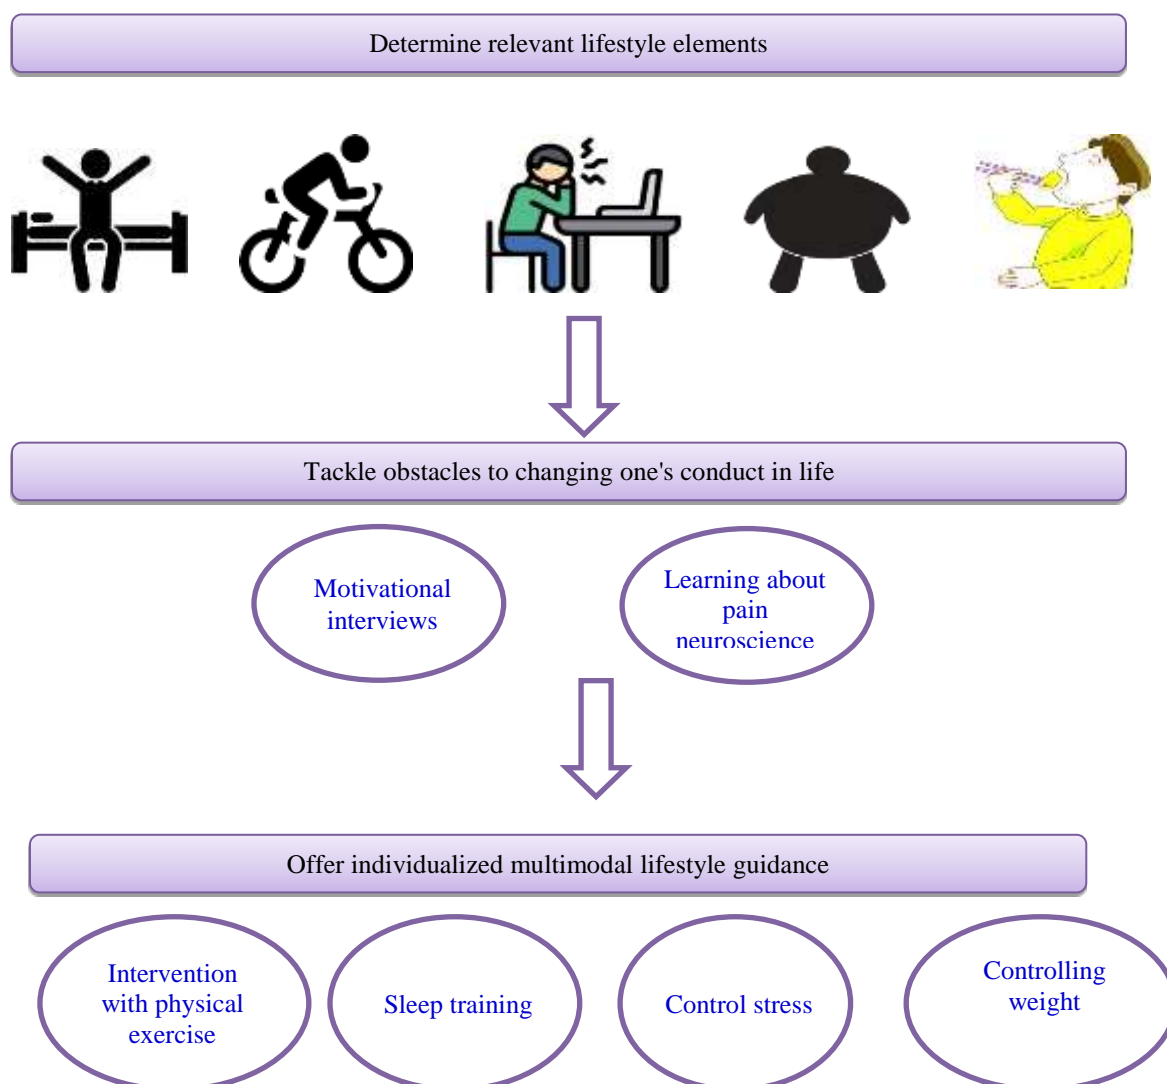 Determine relevant lifestyle elements
Tackle obstacles to changing one's conduct in life
Motivational
interviews
Learning about
pain
neuroscience
Offer individualized multimodal lifestyle guidance
Intervention
with physical
exercise
Sleep training
Control stress
Controlling
weight